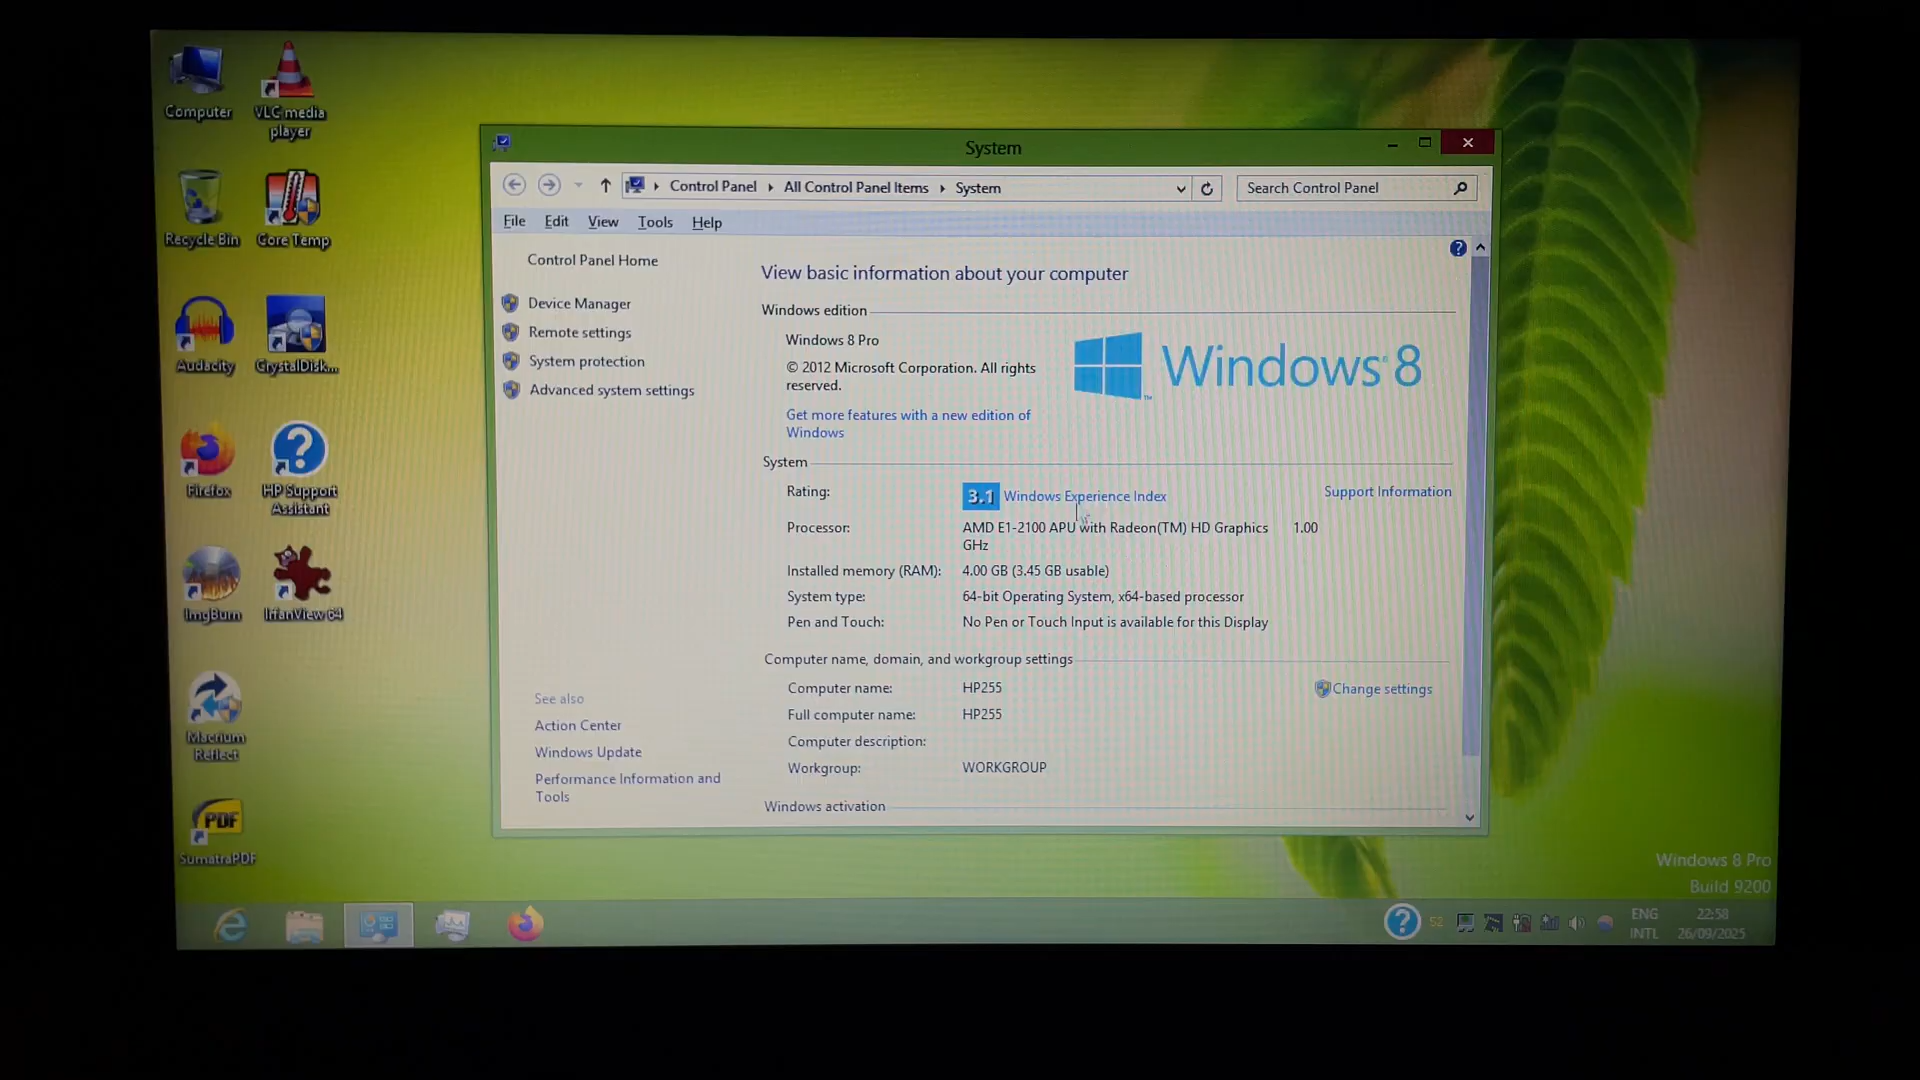 Computer
VLC media
player
Recycle Bin
Core Temp
Audacity
CrystalDisk...
Firefox
HP Support
Assistant
ImgBurn
IrfanView 64
Macrium
Reflect
PDF
SumatraPDF
System
Control Panel
All Control Panel Items
System
Search Control Panel
File Edit View Tools Help
Control Panel Home
Device Manager
Remote settings
System protection
Advanced system settings
See also
Action Center
Windows Update
Performance Information and
Tools
View basic information about your computer
Windows edition
Windows 8 Pro
© 2012 Microsoft Corporation. All rights
reserved.
Get more features with a new edition of
Windows
Windows 8
System
Rating: 3.1 Windows Experience Index Support Information
Processor: AMD E1-2100 APU with Radeon(TM) HD Graphics 1.00
GHz
Installed memory (RAM): 4.00 GB (3.45 GB usable)
System type: 64-bit Operating System, x64-based processor
Pen and Touch: No Pen or Touch Input is available for this Display
Computer name, domain, and workgroup settings
Computer name: HP255 Change settings
Full computer name: HP255
Computer description:
Workgroup: WORKGROUP
Windows activation
Windows 8 Pro
Build 9200
52
ENG
INTL
22:58
26/09/2025